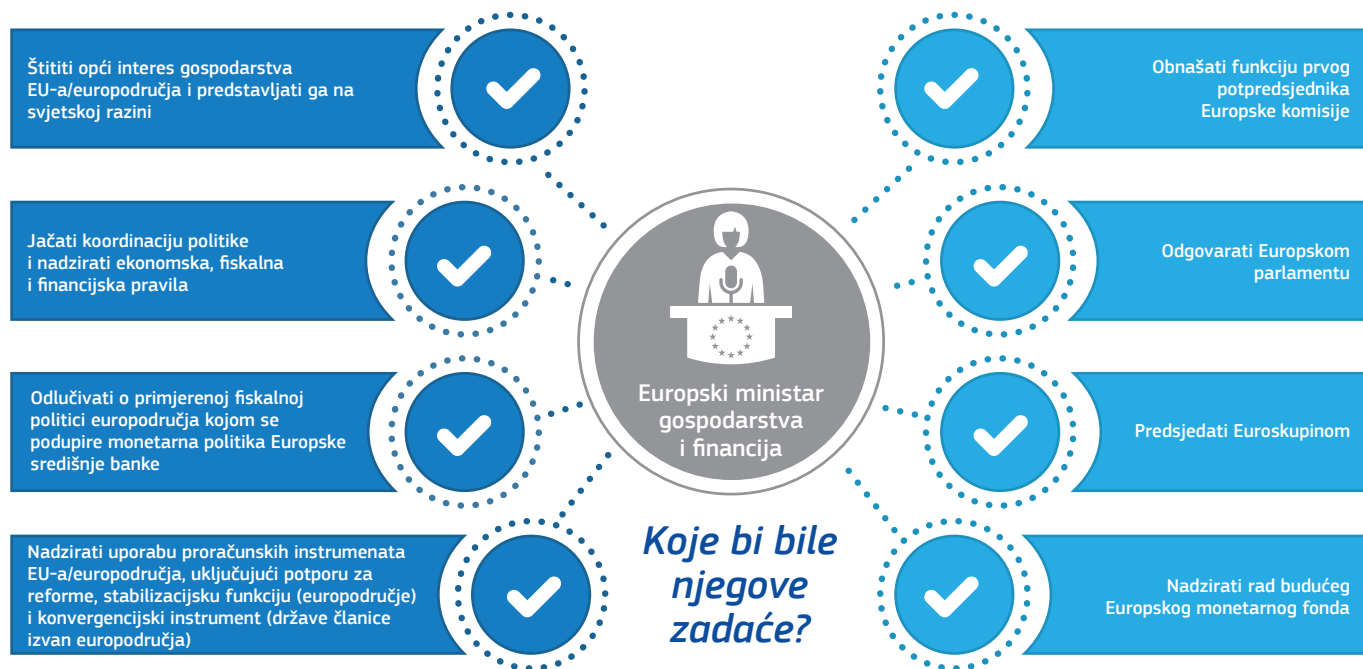 Štititi opći interes gospodarstva
EU-a/europodručja i predstavljati ga na
svjetskoj razini
Jačati koordinaciju politike
i nadzirati ekonomska, fiskalna
i financijska pravila
Odlučivati o primjerenoj fiskalnoj
politici europodručja kojom se
podupire monetarna politika Europske
središnje banke
Nadzirati uporabu proračunskih instrumenata
EU-a/europodručja, uključujući potporu za
reforme, stabilizacijsku funkciju (europodručje)
i konvergencijski instrument (države članice
izvan europodručja)
Europski ministar
gospodarstva
i financija
Koje bi bile
njegove
zadaće?
Obnašati funkciju prvog
potpredsjednika
Europske komisije
Odgovarati Europskom
parlamentu
Predsjedati Euroskupinom
Nadzirati rad budućeg
Europskog monetarnog fonda